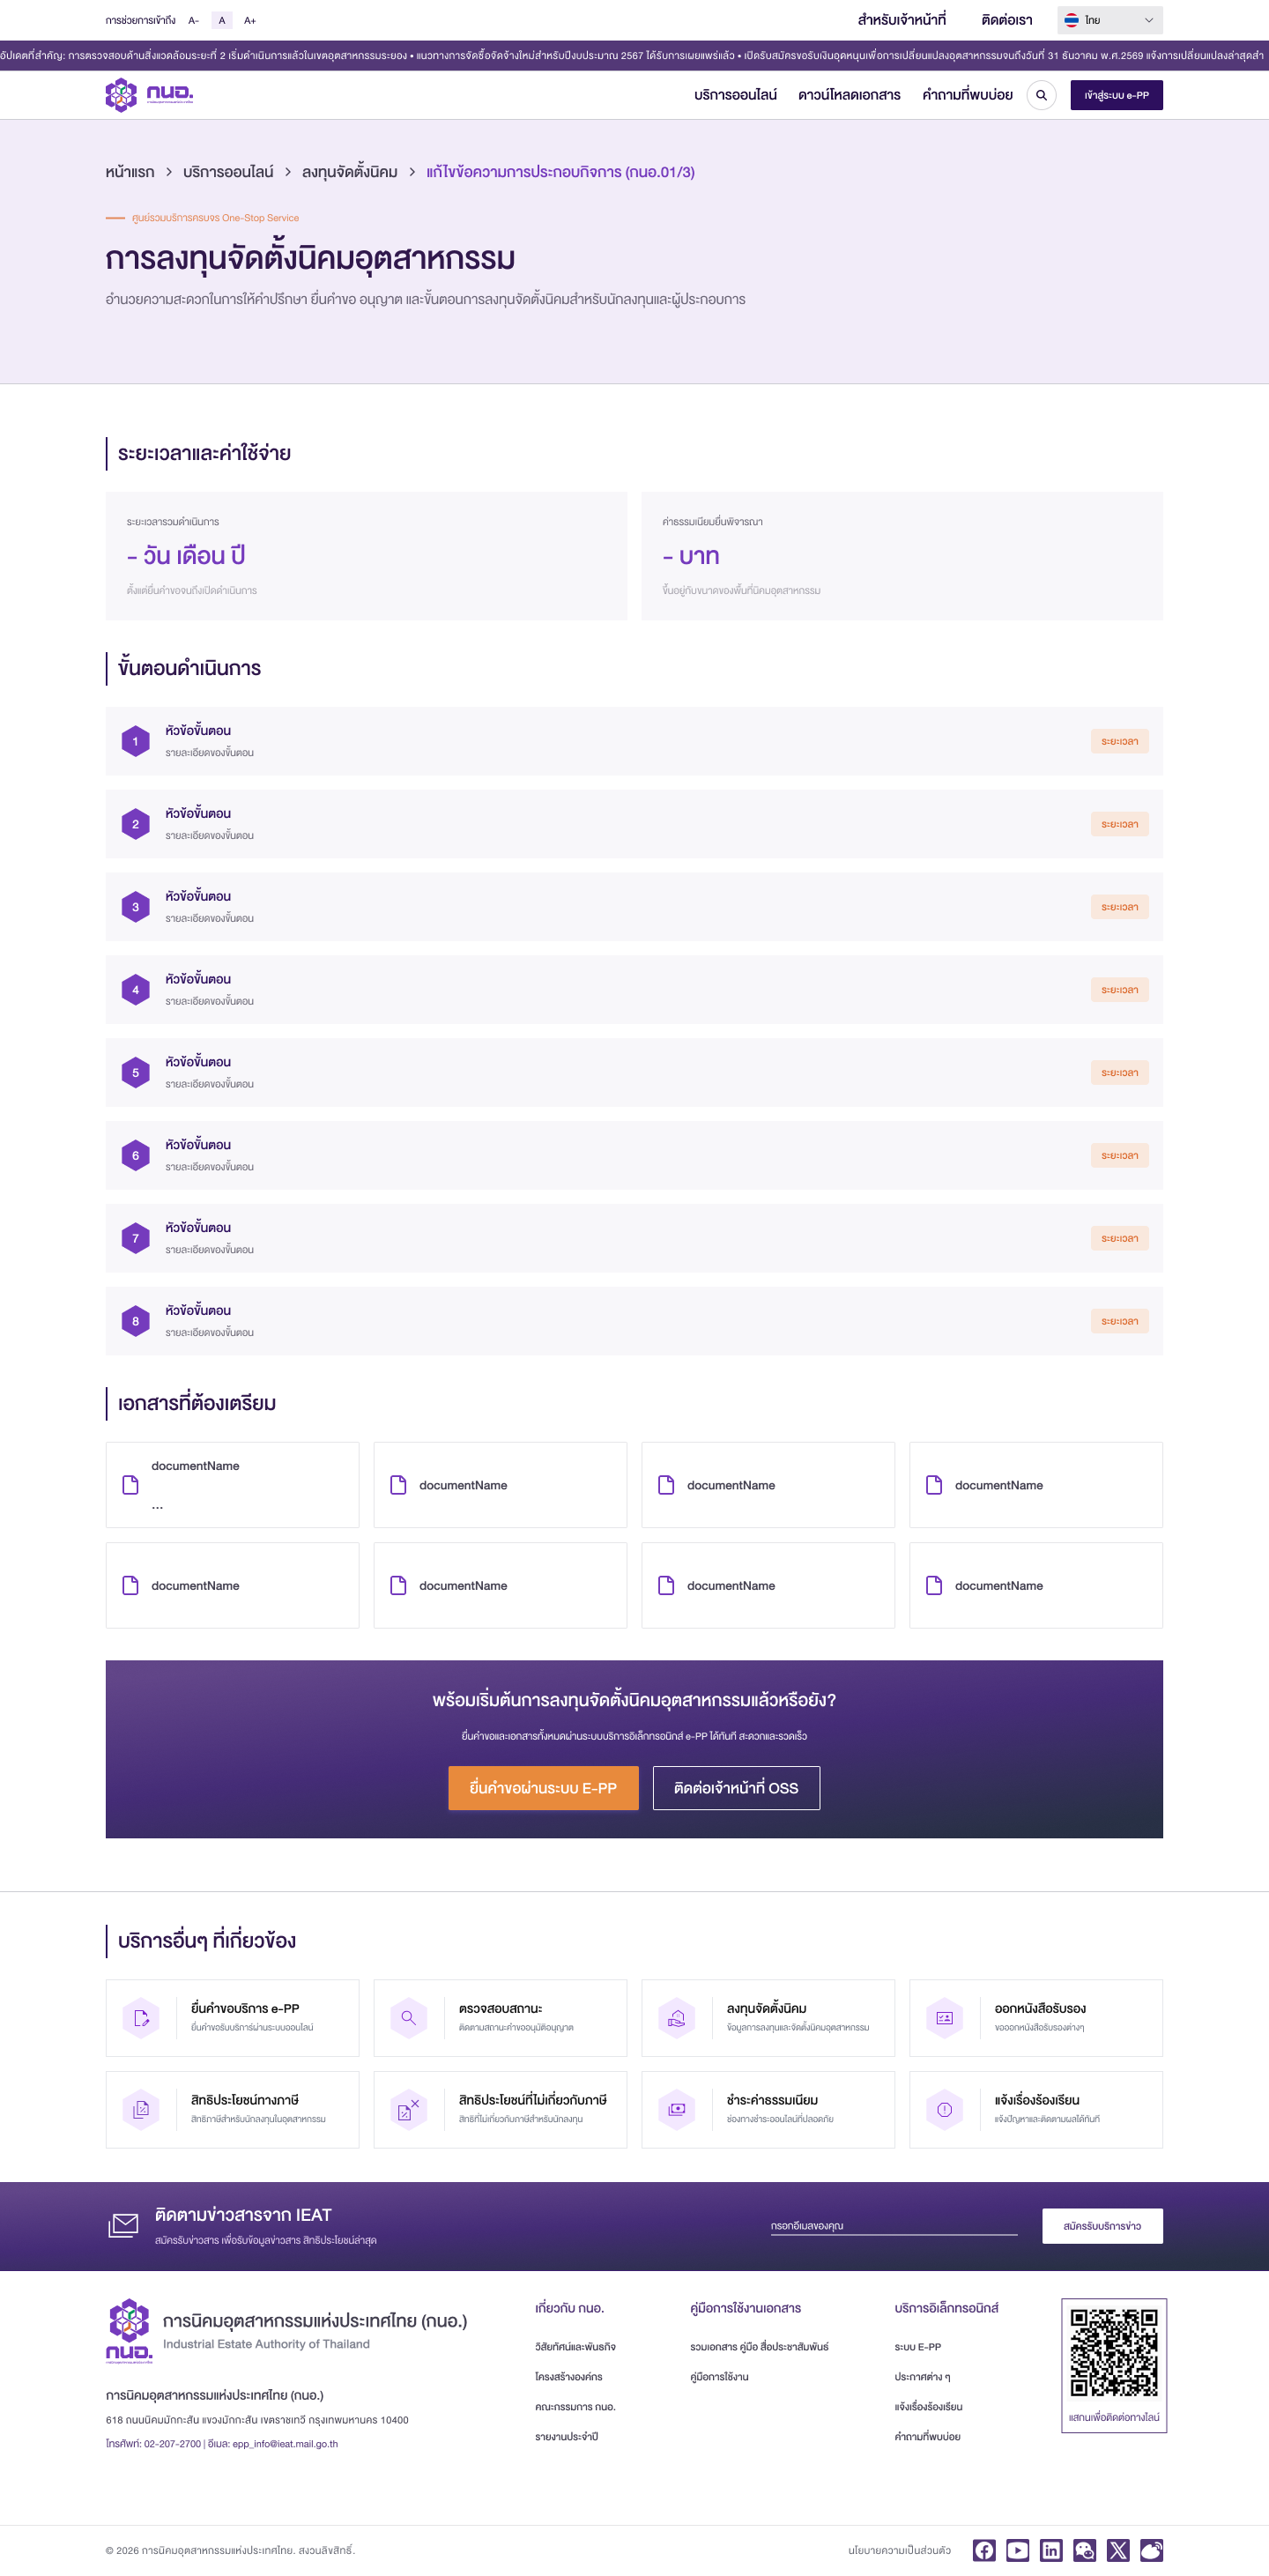 การช่วยการเข้าถึง A- A A+
สำหรับเจ้าหน้าที่ ติดต่อเรา ไทย
อัปเดตที่สำคัญ: การตรวจสอบด้านสิ่งแวดล้อมระยะที่ 2 เริ่มดำเนินการแล้วในเขตอุตสาหกรรมระยอง • แนวทางการจัดซื้อจัดจ้างใหม่สำหรับปีงบประมาณ 2567 ได้รับการเผยแพร่แล้ว • เปิดรับสมัครขอรับเงินอุดหนุนเพื่อการเปลี่ยนแปลงอุตสาหกรรมจนถึงวันที่ 31 ธันวาคม พ.ศ.2569 แจ้งการเปลี่ยนแปลงล่าสุดสำ
กนอ.
บริการออนไลน์ ดาวน์โหลดเอกสาร คำถามที่พบบ่อย เข้าสู่ระบบ e-PP
หน้าแรก > บริการออนไลน์ > ลงทุนจัดตั้งนิคม > แก้ไขข้อความการประกอบกิจการ (กนอ.01/3)
ศูนย์รวมบริการครบจร One-Stop Service
การลงทุนจัดตั้งนิคมอุตสาหกรรม
อำนวยความสะดวกในการให้คำปรึกษา ยื่นคำขอ อนุญาต และขั้นตอนการลงทุนจัดตั้งนิคมสำหรับนักลงทุนและผู้ประกอบการ
ระยะเวลาและค่าใช้จ่าย
ระยะเวลารวมดำเนินการ
- วัน เดือน ปี
ตั้งแต่ยื่นคำขอจนถึงเปิดดำเนินการ
ค่าธรรมเนียมยื่นพิจารณา
- บาท
ขึ้นอยู่กับขนาดของพื้นที่นิคมอุตสาหกรรม
ขั้นตอนดำเนินการ
1 หัวข้อขั้นตอน
รายละเอียดของขั้นตอน
ระยะเวลา
2 หัวข้อขั้นตอน
รายละเอียดของขั้นตอน
ระยะเวลา
3 หัวข้อขั้นตอน
รายละเอียดของขั้นตอน
ระยะเวลา
4 หัวข้อขั้นตอน
รายละเอียดของขั้นตอน
ระยะเวลา
5 หัวข้อขั้นตอน
รายละเอียดของขั้นตอน
ระยะเวลา
6 หัวข้อขั้นตอน
รายละเอียดของขั้นตอน
ระยะเวลา
7 หัวข้อขั้นตอน
รายละเอียดของขั้นตอน
ระยะเวลา
8 หัวข้อขั้นตอน
รายละเอียดของขั้นตอน
ระยะเวลา
เอกสารที่ต้องเตรียม
documentName
...
documentName
documentName
documentName
documentName
documentName
documentName
documentName
พร้อมเริ่มต้นการลงทุนจัดตั้งนิคมอุตสาหกรรมแล้วหรือยัง?
ยื่นคำขอและเอกสารทั้งหมดผ่านระบบบริการอิเล็กทรอนิกส์ e-PP ได้ทันที สะดวกและรวดเร็ว
ยื่นคำขอผ่านระบบ E-PP
ติดต่อเจ้าหน้าที่ OSS
บริการอื่นๆ ที่เกี่ยวข้อง
ยื่นคำขอบริการ e-PP
ยื่นคำขอรับบริการ์ผ่านระบบออนไลน์
ตรวจสอบสถานะ
ติดตามสถานะคำขออนุมัติอนุญาต
ลงทุนจัดตั้งนิคม
ข้อมูลการลงทุนและจัดตั้งนิคมอุตสาหกรรม
ออกหนังสือรับรอง
ขอออกหนังสือรับรองต่างๆ
สิทธิประโยชน์ทางภาษี
สิทธิภาษีสำหรับนักลงทุนในอุตสาหกรรม
สิทธิประโยชน์ที่ไม่เกี่ยวกับภาษี
สิทธิที่ไม่เกี่ยวกับภาษีสำหรับนักลงทุน
ชำระค่าธรรมเนียม
ช่องทางชำระออนไลน์ที่ปลอดภัย
แจ้งเรื่องร้องเรียน
แจ้งปัญหาและติดตามผลได้ทันที
ติดตามข่าวสารจาก IEAT
สมัครรับข่าวสาร เพื่อรับข้อมูลข่าวสาร สิทธิประโยชน์ล่าสุด
กรอกอีเมลของคุณ
สมัครรับบริการข่าว
กนอ.
การนิคมอุตสาหกรรมแห่งประเทศไทย (กนอ.)
Industrial Estate Authority of Thailand
การนิคมอุตสาหกรรมแห่งประเทศไทย (กนอ.)
618 ถนนนิคมมักกะสัน แขวงมักกะสัน เขตราชเทวี กรุงเทพมหานคร 10400
โทรศัพท์: 02-207-2700 | อีเมล: epp_info@ieat.mail.go.th
เกี่ยวกับ กนอ.
วิสัยทัศน์และพันธกิจ
โครงสร้างองค์กร
คณะกรรมการ กนอ.
รายงานประจำปี
คู่มือการใช้งานเอกสาร
รวมเอกสาร คู่มือ สื่อประชาสัมพันธ์
คู่มือการใช้งาน
บริการอิเล็กทรอนิกส์
ระบบ E-PP
ประกาศต่าง ๆ
แจ้งเรื่องร้องเรียน
คำถามที่พบบ่อย
แสกนเพื่อติดต่อทางไลน์
© 2026 การนิคมอุตสาหกรรมแห่งประเทศไทย. สงวนลิขสิทธิ์.
นโยบายความเป็นส่วนตัว